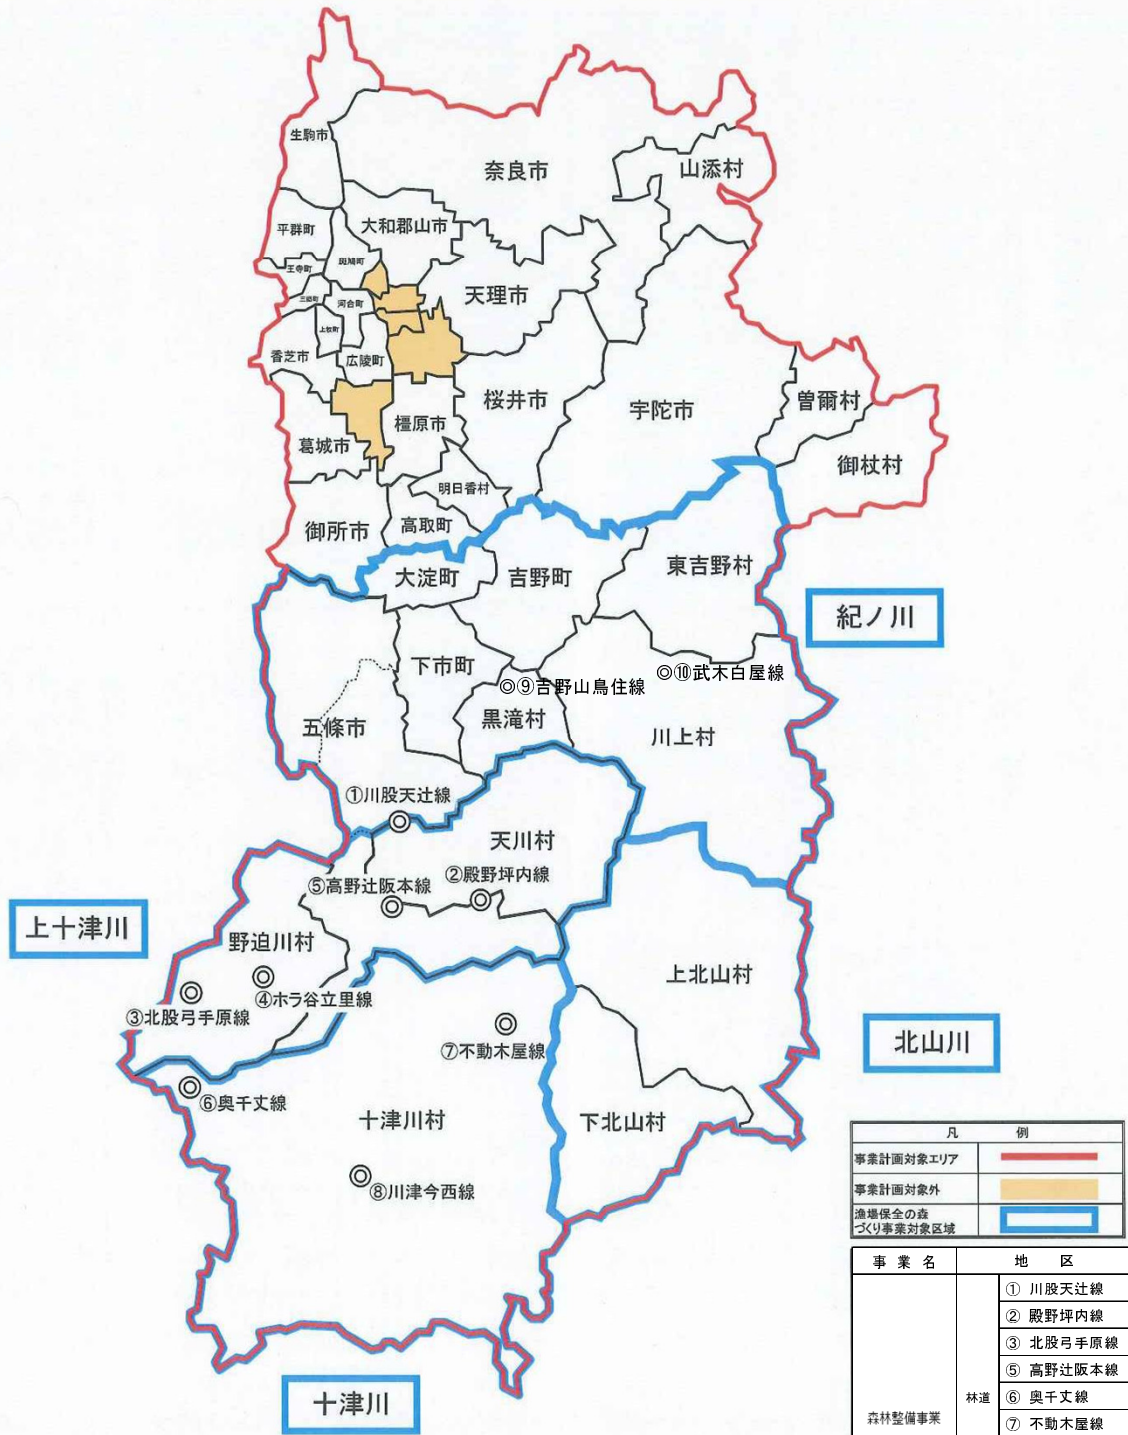 生駒市
奈良市
山添村
平群町
大和郡山市
斑鳩町
王寺町
三郷町
河合町
天理市
上牧町
香芝市
広陵町
桜井市
宇陀市
曽爾村
葛城市
橿原市
御杖村
明日香村
御所市
高取町
大淀町
吉野町
東吉野村
紀ノ川
下市町
◎⑨吉野山鳥住線
◎⑩武木白屋線
五條市
黒滝村
川上村
①川股天辻線
天川村
②殿野坪内線
⑤高野辻阪本線
上十津川
野迫川村
④ホラ谷立里線
③北股弓手原線
上北山村
⑦不動木屋線
北山川
⑥奥千丈線
十津川村
下北山村
⑧川津今西線
十津川
凡 例
事業計画対象エリア
事業計画対象外
漁場保全の森
づくり事業対象区域
事 業 名 地 区
① 川股天辻線
② 殿野坪内線
③ 北股弓手原線
⑤ 高野辻阪本線
林道 ⑥ 奥千丈線
森林整備事業 ⑦ 不動木屋線